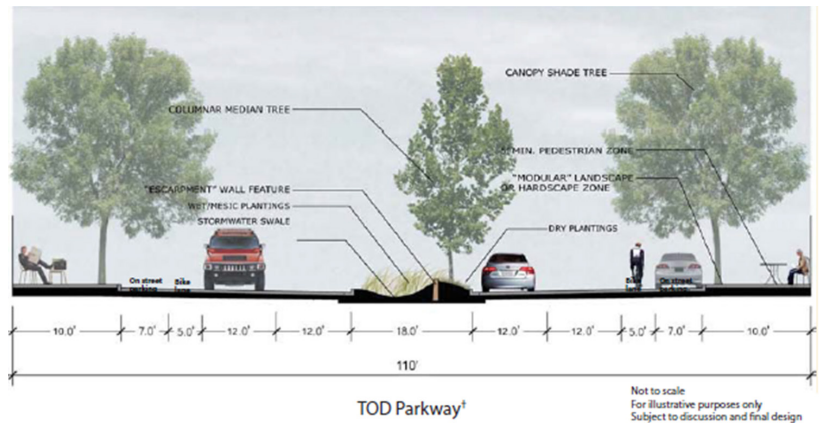 CANOPY SHADE TREE
COLUMNAR MEDIAN TREE
MIN. PEDESTRIAN ZONE
"ESCARPMENT" WALL FEATURE
"MODULAR" LANDSCAPE
OR HARDSCAPE ZONE
WET/MESIC PLANTINGS
STORMWATER SWALE
DRY PLANTINGS
On street
Bike
On street
10.0' 7.0' 5.0' 12.0' 12.0' 18.0' 12.0' 12.0' 5.0' 7.0' 10.0'
110'
TOD Parkway†
Not to scale
For illustrative purposes only
Subject to discussion and final design